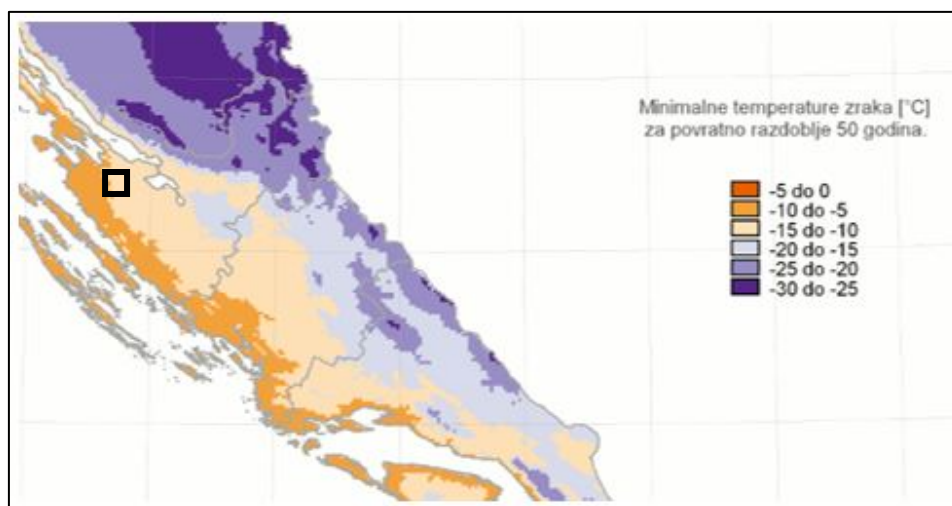 Minimalne temperature zraka [°C]
za povratno razdoblje 50 godina.
-5 do 0
-10 do -5
-15 do -10
-20 do -15
-25 do -20
-30 do -25